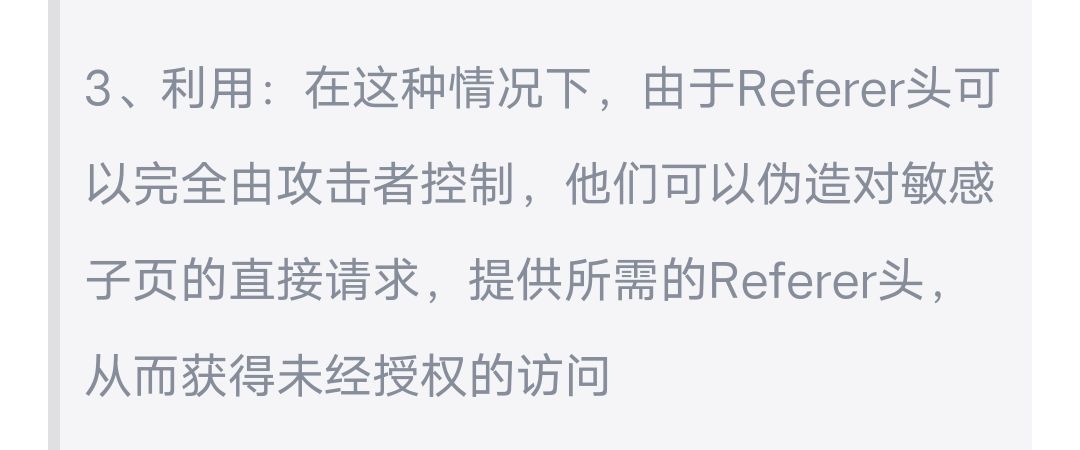 3、利用：在这种情况下，由于Referer头可
以完全由攻击者控制，他们可以伪造对敏感
子页的直接请求，提供所需的Referer头，
从而获得未经授权的访问